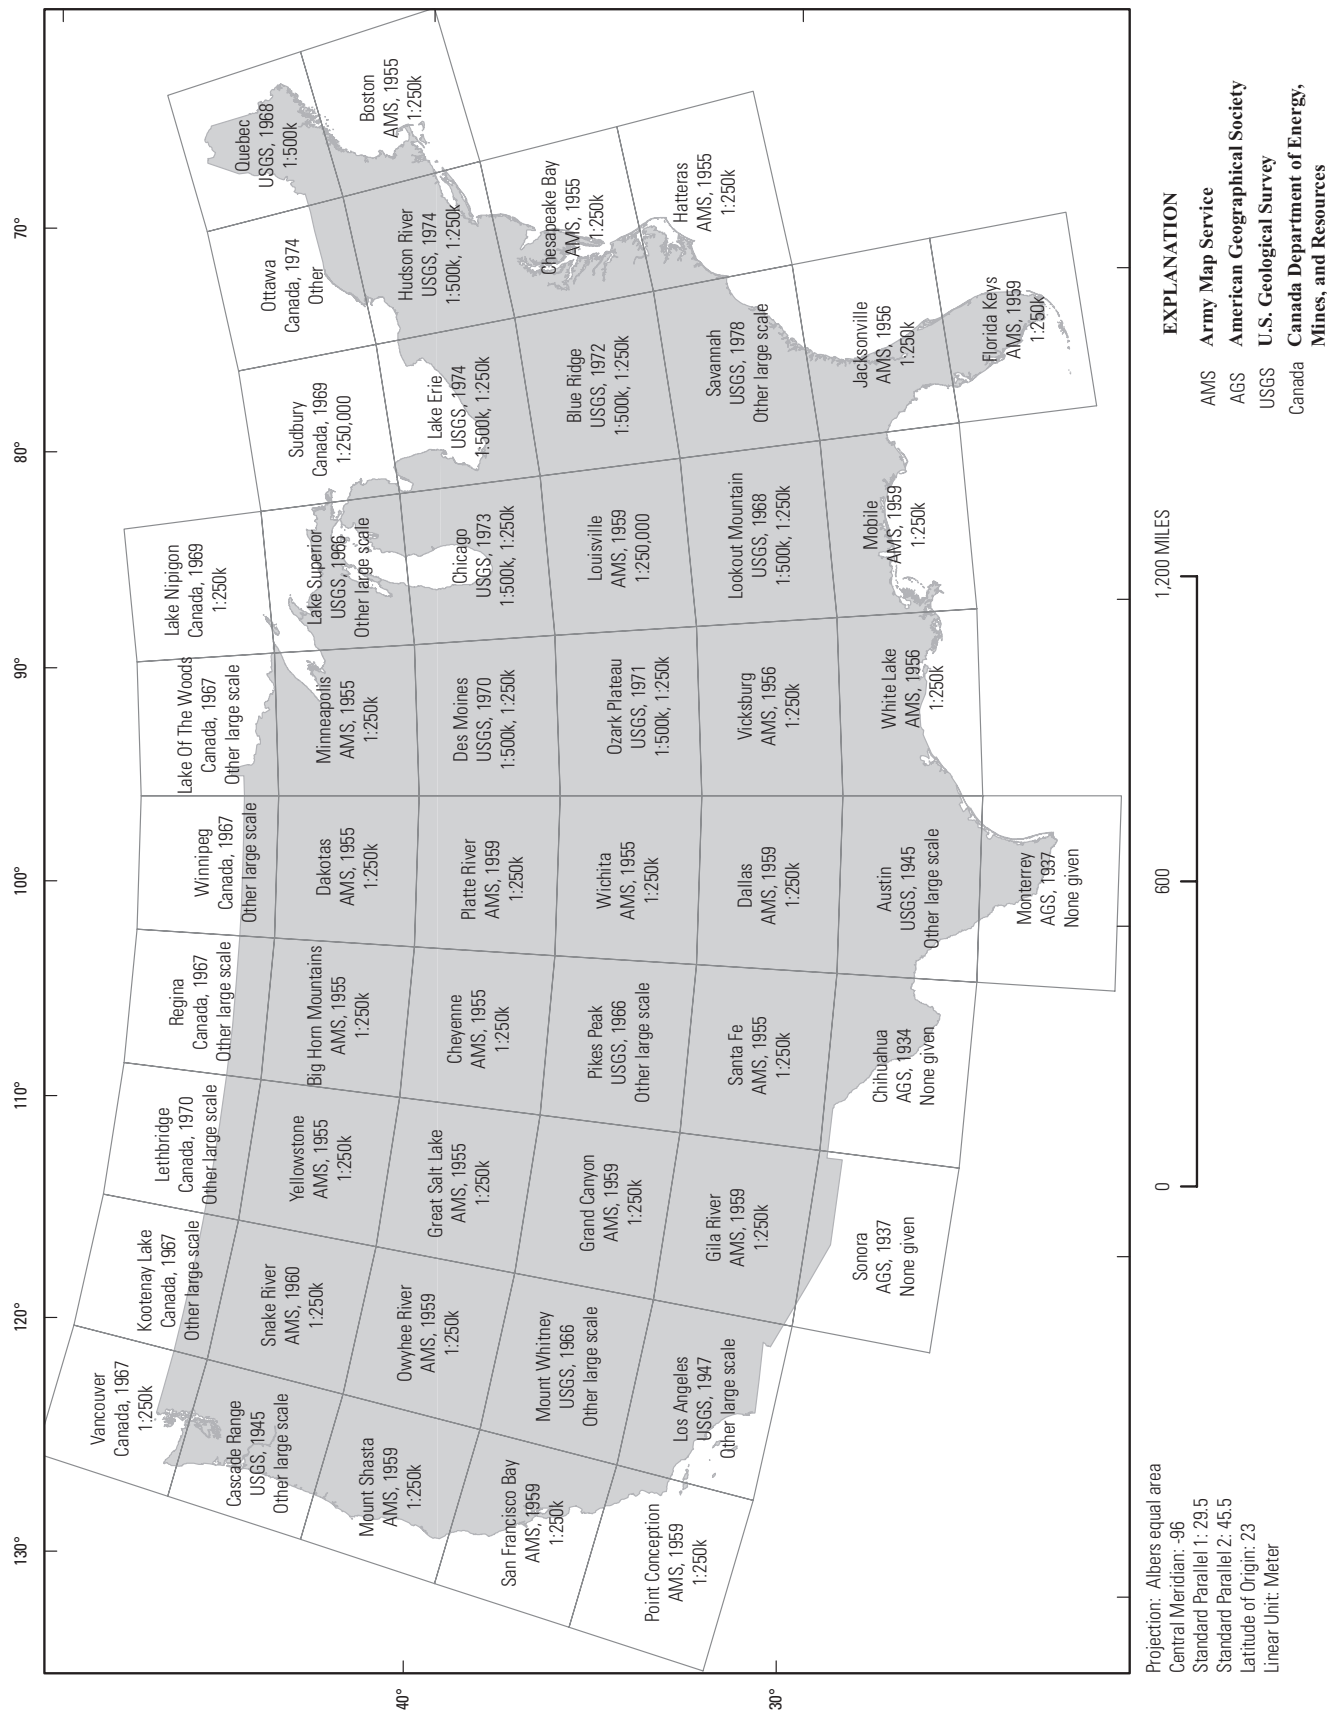 130°
120°
110°
100°
90°
80°
70°
40°
30°
Vancouver
Canada, 1967
1:250k
Kootenay Lake
Canada, 1967
Other large scale
Lethbridge
Canada, 1970
Other large scale
Regina
Canada, 1967
Other large scale
Winnipeg
Canada, 1967
Other large scale
Lake Of The Woods
Canada, 1967
Other large scale
Lake Nipigon
Canada, 1969
1:250k
Sudbury
Canada, 1969
1:250,000
Ottawa
Canada, 1974
Other
Quebec
USGS, 1968
1:500k
Cascade Range
USGS, 1945
Other large scale
Snake River
AMS, 1960
1:250k
Yellowstone
AMS, 1955
1:250k
Big Horn Mountains
AMS, 1955
1:250k
Dakotas
AMS, 1955
1:250k
Minneapolis
AMS, 1955
1:250k
Lake Superior
USGS, 1966
Other large scale
Lake Erie
USGS, 1974
1:500k, 1:250k
Hudson River
USGS, 1974
1:500k, 1:250k
Boston
AMS, 1955
1:250k
Mount Shasta
AMS, 1959
1:250k
Owyhee River
AMS, 1959
1:250k
Great Salt Lake
AMS, 1955
1:250k
Cheyenne
AMS, 1955
1:250k
Platte River
AMS, 1959
1:250k
Des Moines
USGS, 1970
1:500k, 1:250k
Chicago
USGS, 1973
1:500k, 1:250k
Blue Ridge
USGS, 1972
1:500k, 1:250k
Chesapeake Bay
AMS, 1955
1:250k
San Francisco Bay
AMS, 1959
1:250k
Mount Whitney
USGS, 1966
Other large scale
Grand Canyon
AMS, 1959
1:250k
Pikes Peak
USGS, 1966
Other large scale
Wichita
AMS, 1955
1:250k
Ozark Plateau
USGS, 1971
1:500k, 1:250k
Louisville
AMS, 1959
1:250,000
Savannah
USGS, 1978
Other large scale
Hatteras
AMS, 1955
1:250k
Point Conception
AMS, 1959
1:250k
Los Angeles
USGS, 1947
Other large scale
Gila River
AMS, 1959
1:250k
Santa Fe
AMS, 1955
1:250k
Dallas
AMS, 1959
1:250k
Vicksburg
AMS, 1956
1:250k
Lookout Mountain
USGS, 1968
1:500k, 1:250k
Jacksonville
AMS, 1956
1:250k
Sonora
AGS, 1937
None given
Chihuahua
AGS, 1934
None given
Austin
USGS, 1945
Other large scale
White Lake
AMS, 1956
1:250k
Mobile
AMS, 1959
1:250k
Florida Keys
AMS, 1959
1:250k
Monterrey
AGS, 1937
None given
Projection: Albers equal area
Central Meridian: -96
Standard Parallel 1: 29.5
Standard Parallel 2: 45.5
Latitude of Origin: 23
Linear Unit: Meter
0 600 1,200 MILES
EXPLANATION
AMS Army Map Service
AGS American Geographical Society
USGS U.S. Geological Survey
Canada Canada Department of Energy,
Mines, and Resources